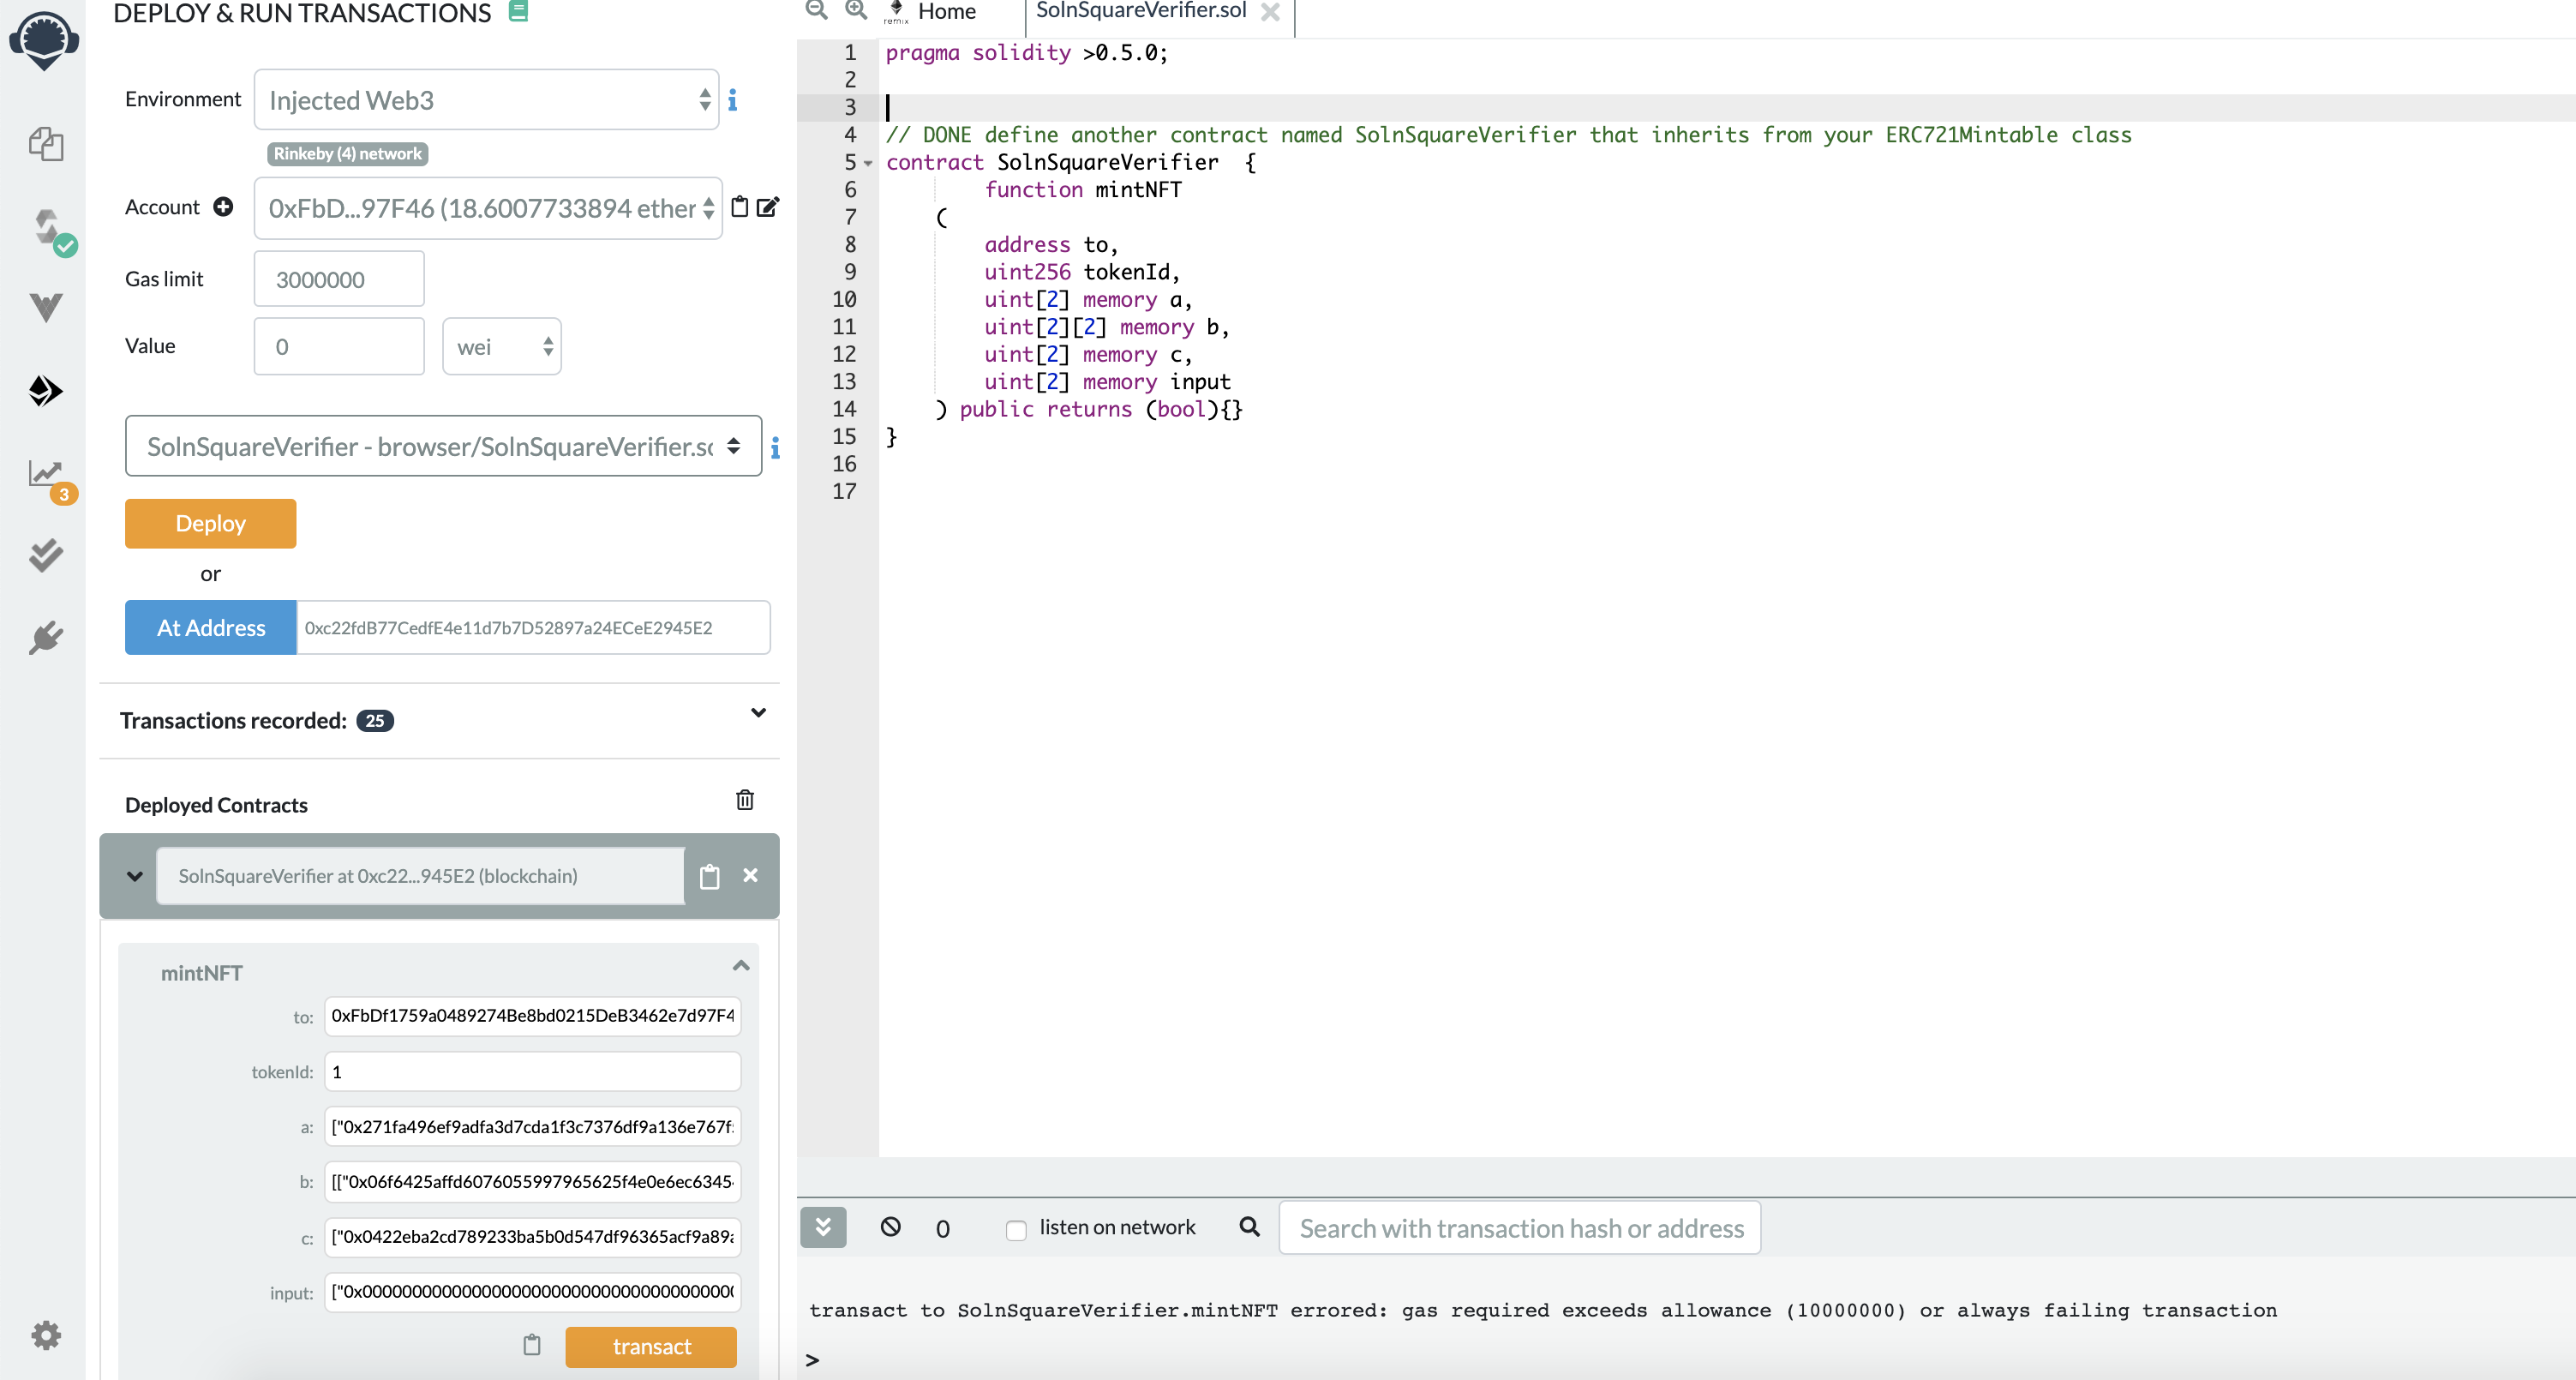 DEPLOY & RUN TRANSACTIONS
Environment
Injected Web3
Rinkeby (4) network
Account
0xFbD...97F46 (18.6007733894 ether
Gas limit
3000000
Value
0
wei
SolnSquareVerifier - browser/SolnSquareVerifier.sc
Deploy
or
At Address
0xc22fdB77CedfE4e11d7b7D52897a24ECeE2945E2
Transactions recorded: 25
Deployed Contracts
SolnSquareVerifier at 0xc22...945E2 (blockchain)
mintNFT
to:
0xFbDf1759a0489274Be8bd0215DeB3462e7d97F4
tokenId:
1
a:
["0x271fa496ef9adfa3d7cda1f3c7376df9a136e767f
b:
[["0x06f6425affd6076055997965625f4e0e6ec6345
c:
["0x0422eba2cd789233ba5b0d547df96365acf9a89
input:
transact
3
remix
Home
SolnSquareVerifier.sol
1 pragma solidity >0.5.0;
2
3
4 // DONE define another contract named SolnSquareVerifier that inherits from your ERC721Mintable class
5 contract SolnSquareVerifier {
6 function mintNFT
7 (
8 address to,
9 uint256 tokenId,
10 uint[2] memory a,
11 uint[2][2] memory b,
12 uint[2] memory c,
13 uint[2] memory input
14 ) public returns (bool){}
15 }
16
17
0
listen on network
Search with transaction hash or address
transact to SolnSquareVerifier.mintNFT errored: gas required exceeds allowance (10000000) or always failing transaction
>